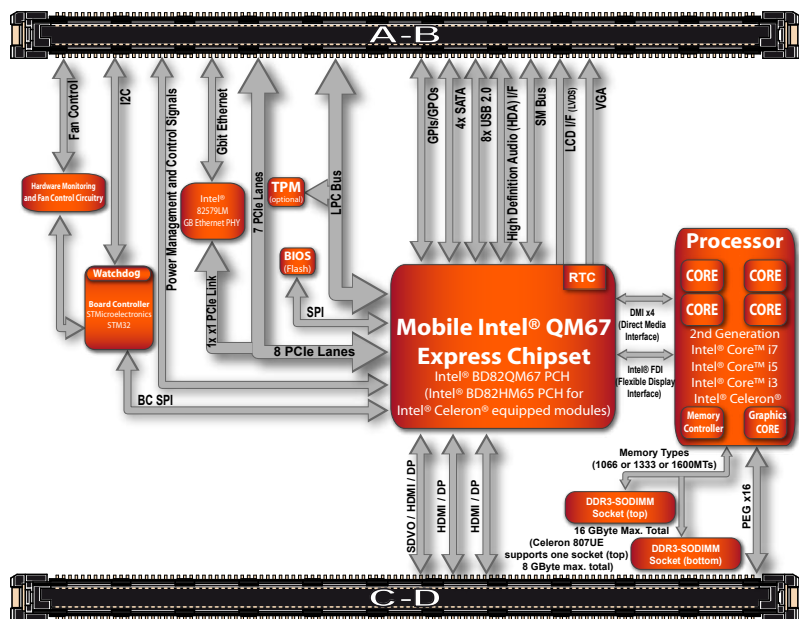 A-B
Fan Control
I2C
Power Management and Control Signals
Gbit Ethernet
7 PCIe Lanes
LPC Bus
GPIs/GPOs
4x SATA
8x USB 2.0
High Definition Audio (HDA) I/F
SM Bus
LCD I/F (LVDS)
VGA
Hardware Monitoring
and Fan Control Circuitry
Intel®
82579LM
GB Ethernet PHY
TPM
(optional)
BIOS
(Flash)
SPI
Watchdog
Board Controller
STMicroelectronics
STM32
1x x1 PCIe Link
8 PCIe Lanes
BC SPI
RTC
Mobile Intel® QM67
Express Chipset
Intel® BD82QM67 PCH
(Intel® BD82HM65 PCH for
Intel® Celeron® equipped modules)
DMI x4
(Direct Media
Interface)
Intel® FDI
(Flexible Display
Interface)
Processor
CORE
CORE
CORE
CORE
2nd Generation
Intel® Core™ i7
Intel® Core™ i5
Intel® Core™ i3
Intel® Celeron®
Memory
Controller
Graphics
CORE
Memory Types
(1066 or 1333 or 1600MTs)
DDR3-SODIMM
Socket (top)
16 GByte Max. Total
(Celeron 807UE
supports one socket (top)
8 GByte max. total)
DDR3-SODIMM
Socket (bottom)
PEG x16
SDVO / HDMI / DP
HDMI / DP
HDMI / DP
C-D